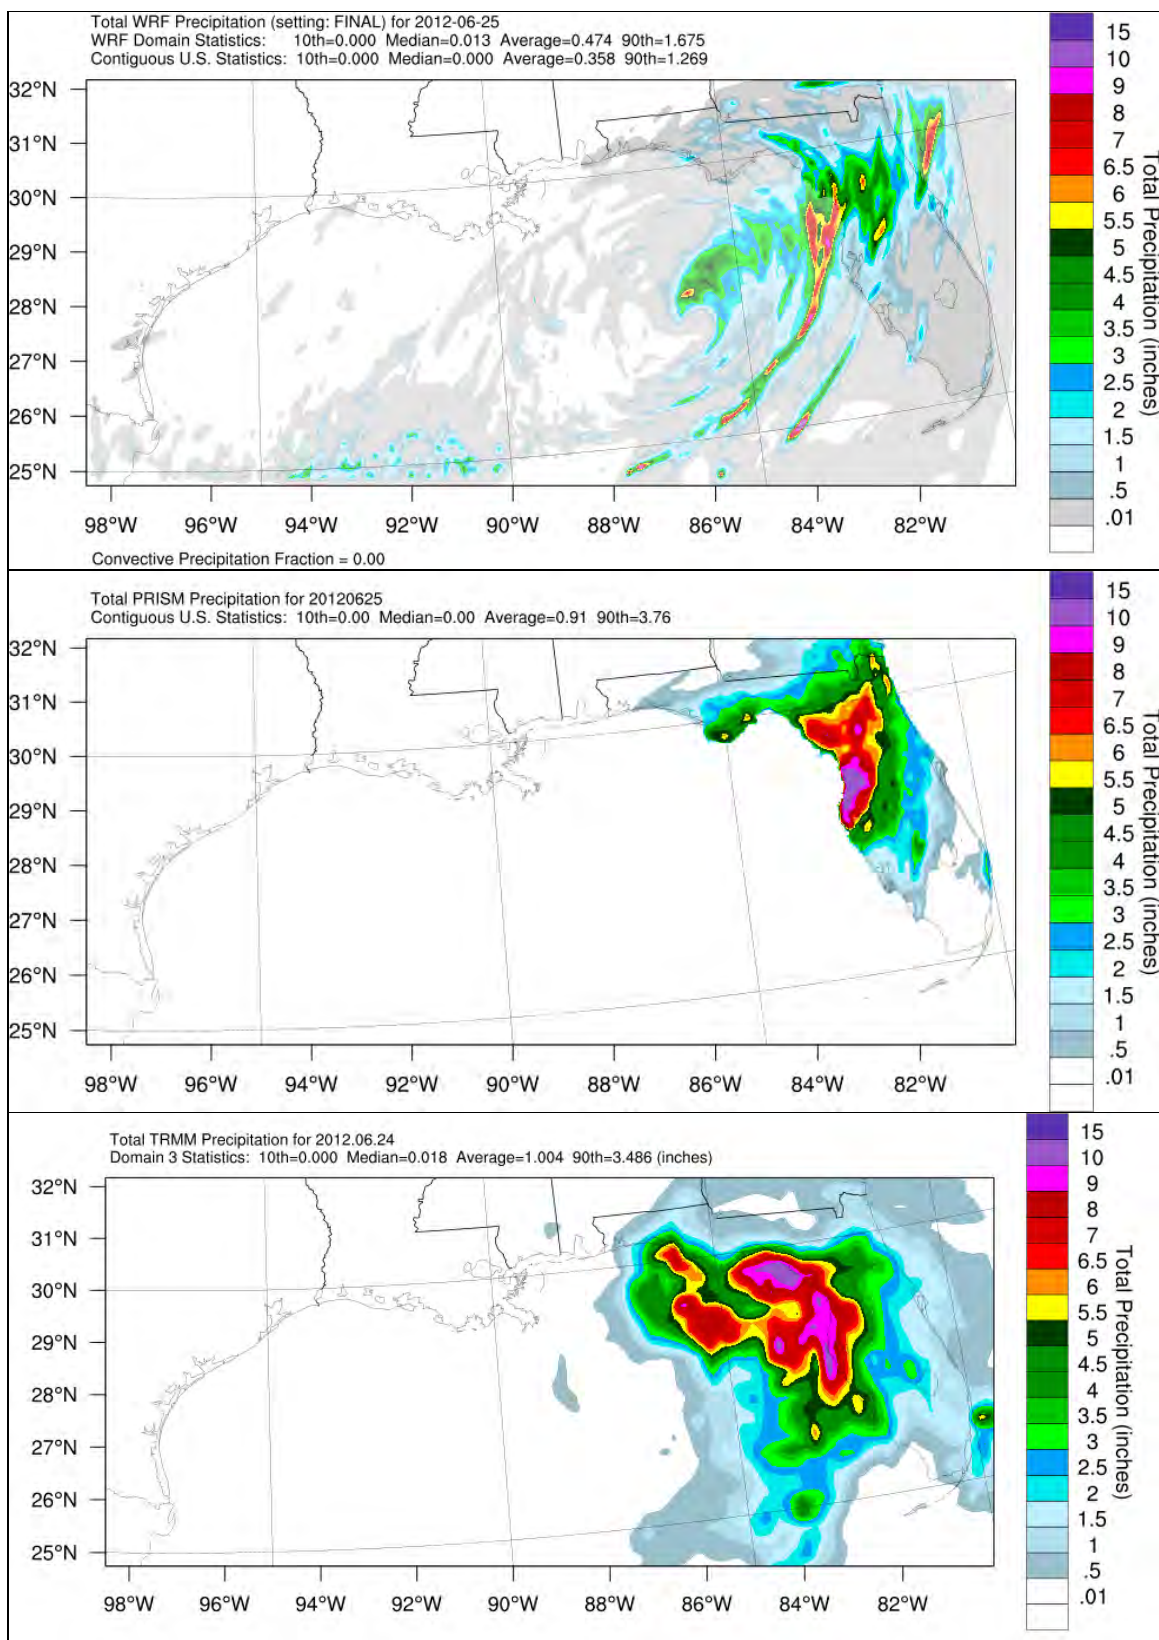 Total WRF Precipitation (setting: FINAL) for 2012-06-25
WRF Domain Statistics: 10th=0.000 Median=0.013 Average=0.474 90th=1.675
Contiguous U.S. Statistics: 10th=0.000 Median=0.000 Average=0.358 90th=1.269
32°N
31°N
30°N
29°N
28°N
27°N
26°N
25°N
98°W 96°W 94°W 92°W 90°W 88°W 86°W 84°W 82°W
Convective Precipitation Fraction = 0.00
15
10
9
8
7
6.5
6
5.5
5
4.5
4
3.5
3
2.5
2
1.5
1
.5
.01
Total Precipitation (inches)
Total PRISM Precipitation for 20120625
Contiguous U.S. Statistics: 10th=0.00 Median=0.00 Average=0.91 90th=3.76
32°N
31°N
30°N
29°N
28°N
27°N
26°N
25°N
98°W 96°W 94°W 92°W 90°W 88°W 86°W 84°W 82°W
15
10
9
8
7
6.5
6
5.5
5
4.5
4
3.5
3
2.5
2
1.5
1
.5
.01
Total Precipitation (inches)
Total TRMM Precipitation for 2012.06.24
Domain 3 Statistics: 10th=0.000 Median=0.018 Average=1.004 90th=3.486 (inches)
32°N
31°N
30°N
29°N
28°N
27°N
26°N
25°N
98°W 96°W 94°W 92°W 90°W 88°W 86°W 84°W 82°W
15
10
9
8
7
6.5
6
5.5
5
4.5
4
3.5
3
2.5
2
1.5
1
.5
.01
Total Precipitation (inches)